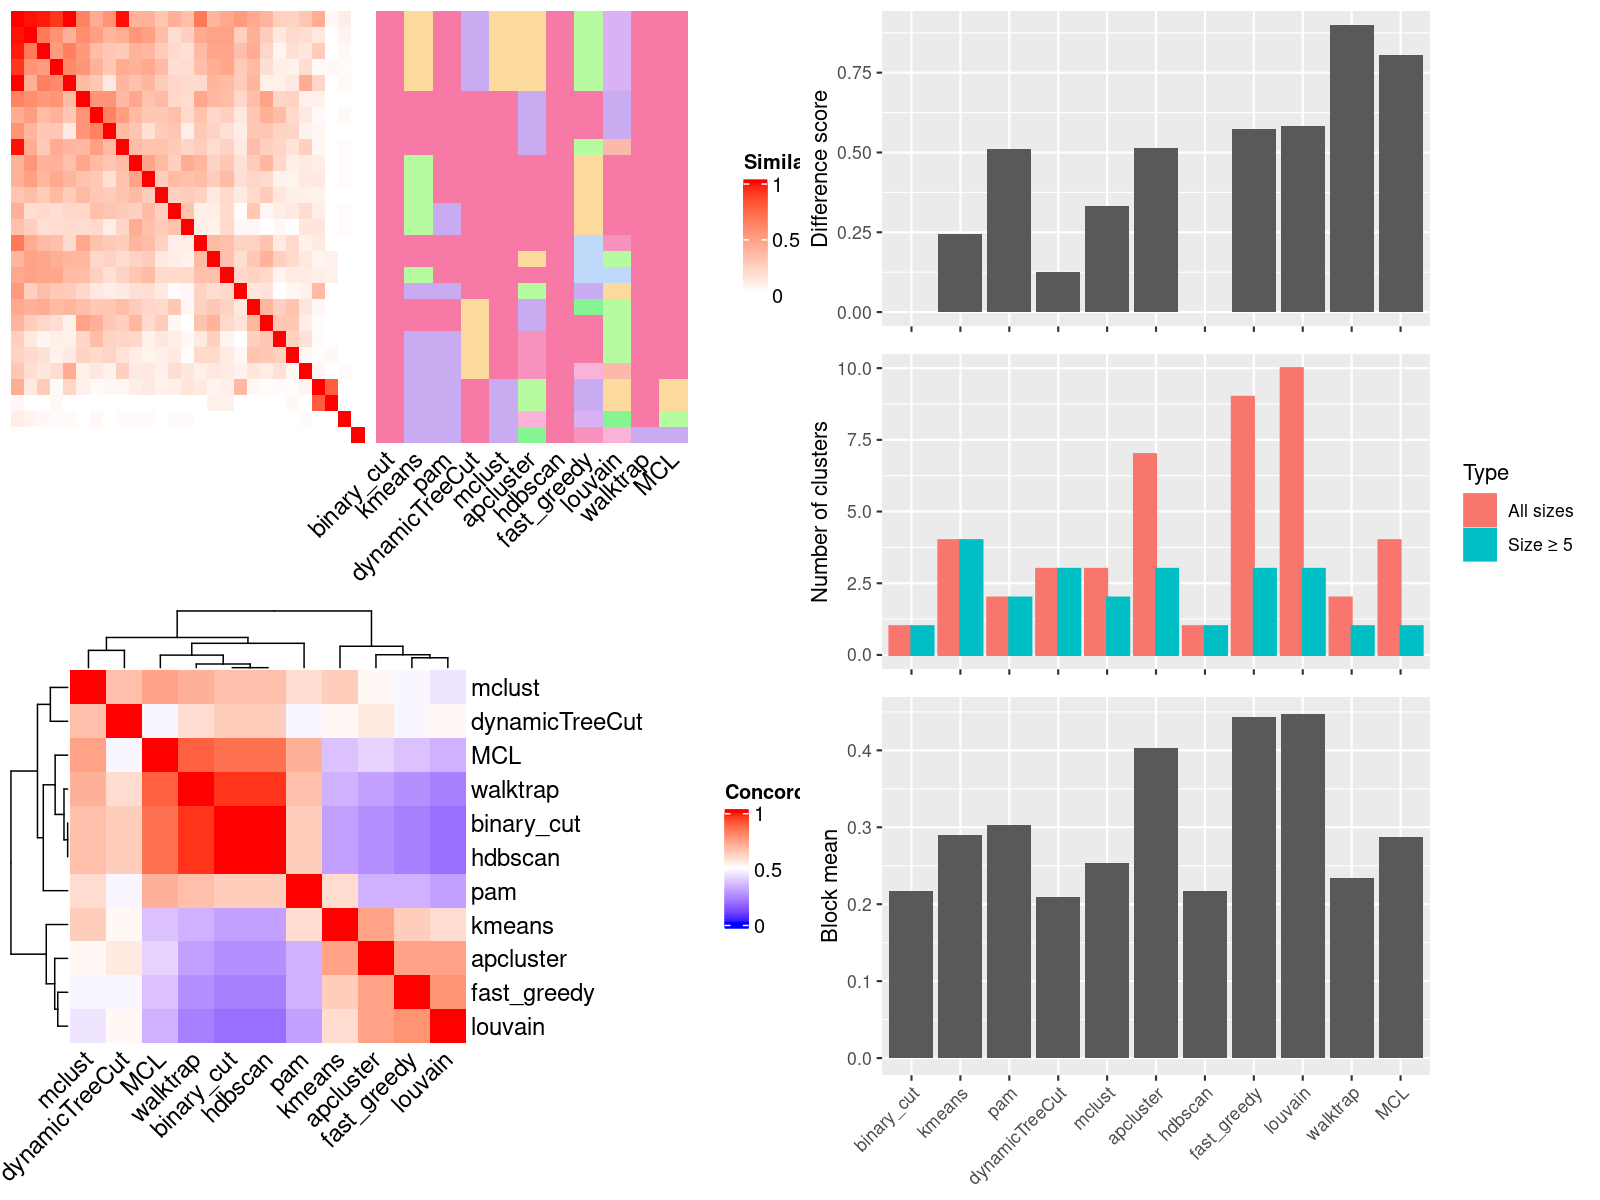 Simila
1
0.5
0
binary_cut
kmeans
pam
dynamicTreeCut
mclust
apcluster
hdbscan
fast_greedy
louvain
walktrap
MCL
mclust
dynamicTreeCut
MCL
walktrap
binary_cut
hdbscan
pam
kmeans
apcluster
fast_greedy
louvain
Conco
1
0.5
0
mclust
dynamicTreeCut
MCL
walktrap
binary_cut
hdbscan
pam
kmeans
apcluster
fast_greedy
louvain
Difference score
0.75
0.50
0.25
0.00
Number of clusters
10.0
7.5
5.0
2.5
0.0
Type
All sizes
Size ≥ 5
Block mean
0.4
0.3
0.2
0.1
0.0
binary_cut
kmeans
pam
dynamicTreeCut
mclust
apcluster
hdbscan
fast_greedy
louvain
walktrap
MCL